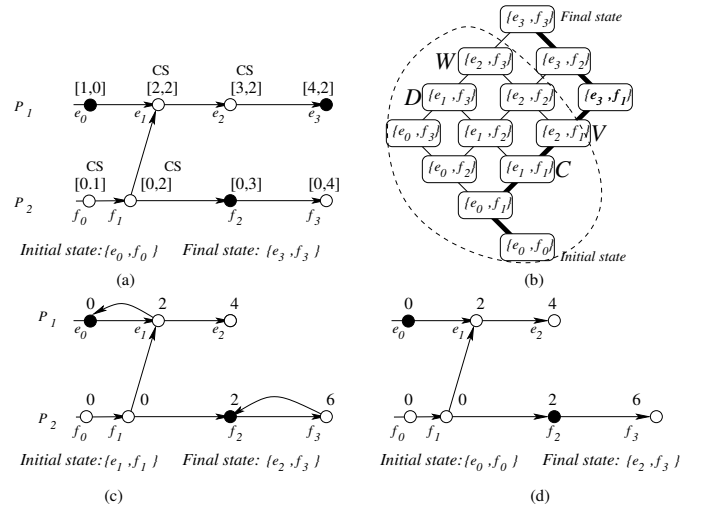 CS CS
[1,0] [2,2] [3,2] [4,2]
P1 e0 e1 e2 e3
CS CS
[0.1] [0,2] [0,3] [0,4]
P2 f0 f1 f2 f3
Initial state:{e0 ,f0 } Final state: {e3 ,f3 }
(a)
{e3 , f3} Final state
W {e2 , f3} {e3 , f2}
D {e1 , f3} {e2 , f2} {e3 , f1}
{e0 , f3} {e1 , f2} {e2 , f1} V
{e0 , f2} {e1 , f1} C
{e0 , f1}
{e0 , f0} Initial state
(b)
0 2 4
P1 e0 e1 e2
0 0 2 6
P2 f0 f1 f2 f3
Initial state:{e1 ,f1 } Final state: {e2 ,f3 }
(c)
0 2 4
e0 e1 e2
0 0 2 6
f0 f1 f2 f3
Initial state:{e0 ,f0 } Final state: {e2 ,f3 }
(d)